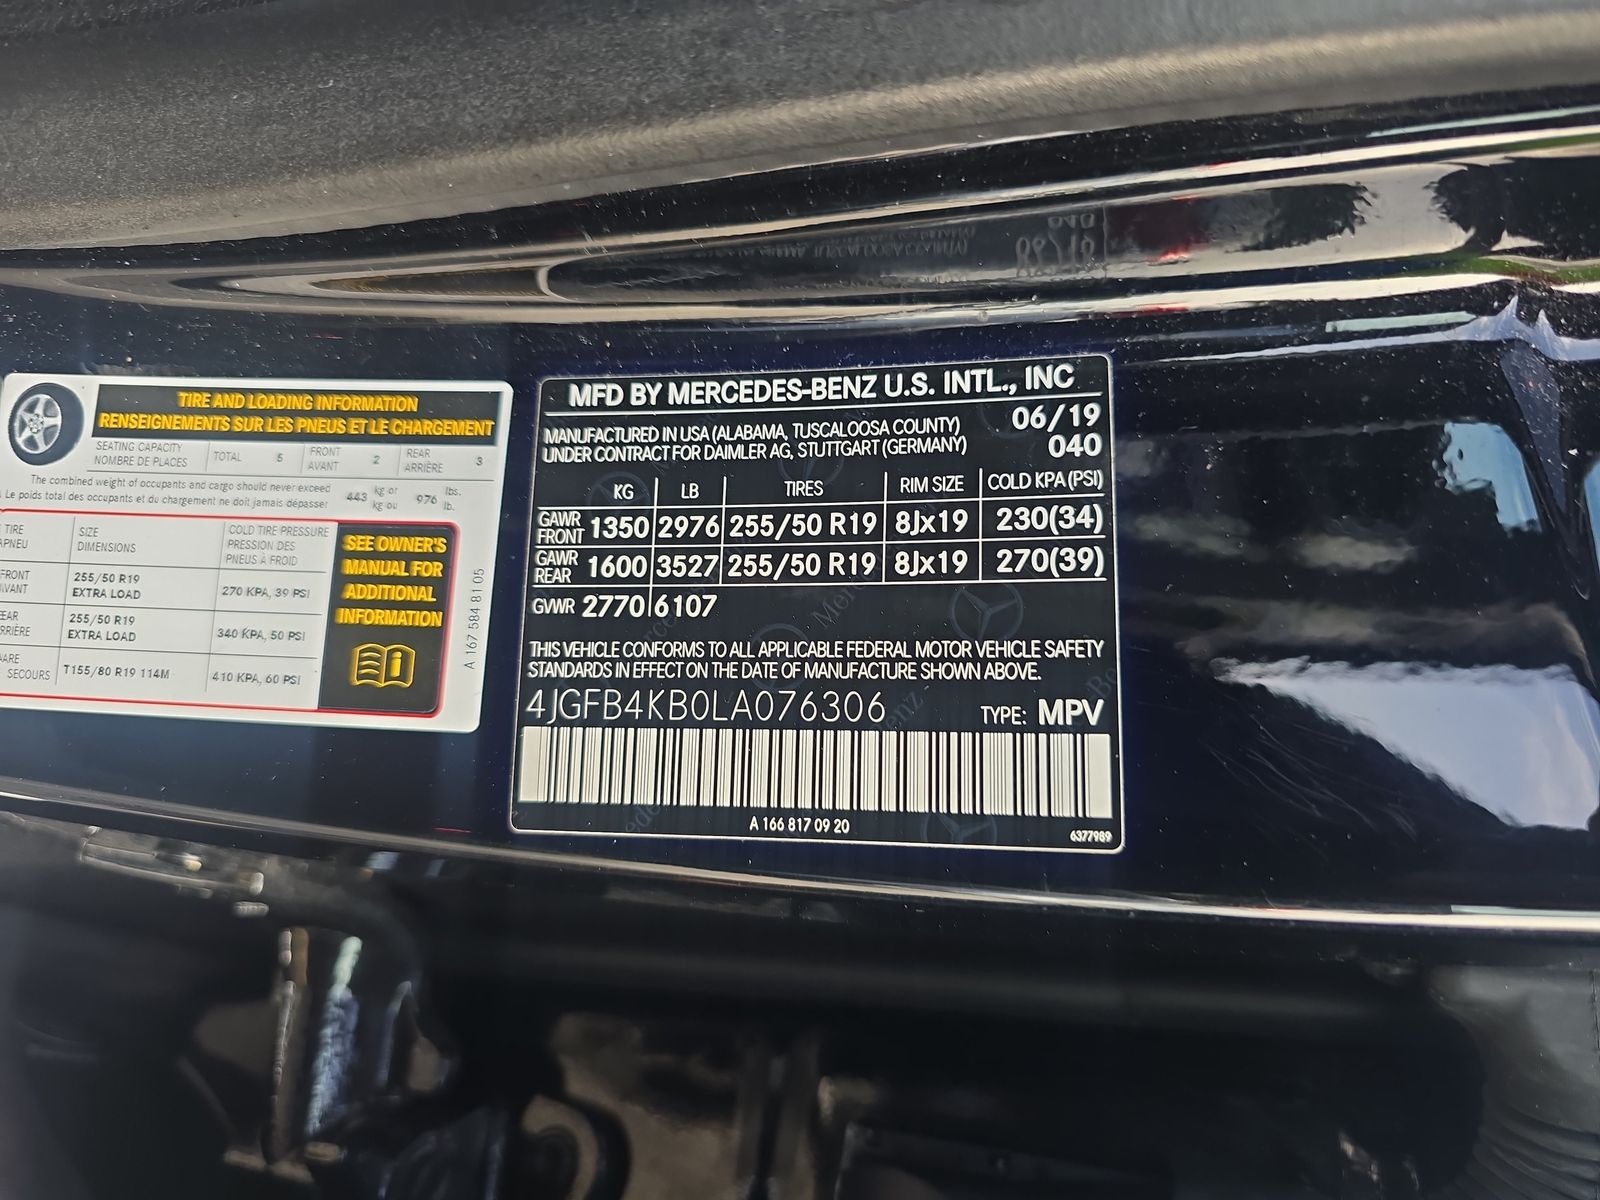 TIRE AND LOADING INFORMATION
RENSEIGNEMENTS SUR LES PNEUS ET LE CHARGEMENT
SEATING CAPACITY
NOMBRE DE PLACES
TOTAL 5
FRONT
AVANT
2
REAR
ARRIÈRE
3
The combined weight of occupants and cargo should never exceed
Le poids total des occupants et du chargement ne doit jamais dépasser
443
kg or
kg ou
976
lbs.
lb.
TIRE
SIZE
DIMENSIONS
COLD TIRE PRESSURE
PRESSION DES
PNEUS À FROID
FRONT
255/50 R19
EXTRA LOAD
270 KPA, 39 PSI
255/50 R19
EXTRA LOAD
340 KPA, 50 PSI
SECOURS
T155/80 R19 114M
410 KPA, 60 PSI
SEE OWNER'S
MANUAL FOR
ADDITIONAL
INFORMATION
A 167 584 8105
MFD BY MERCEDES-BENZ U.S. INTL., INC
MANUFACTURED IN USA (ALABAMA, TUSCALOOSA COUNTY)
UNDER CONTRACT FOR DAIMLER AG, STUTTGART (GERMANY)
06/19
040
KG LB TIRES RIM SIZE COLD KPA (PSI)
GAWR
FRONT
1350 2976 255/50 R19 8Jx19 230(34)
GAWR
REAR
1600 3527 255/50 R19 8Jx19 270(39)
GVWR 2770 6107
THIS VEHICLE CONFORMS TO ALL APPLICABLE FEDERAL MOTOR VEHICLE SAFETY
STANDARDS IN EFFECT ON THE DATE OF MANUFACTURE SHOWN ABOVE.
4JGFB4KB0LA076306 TYPE: MPV
A 166 817 09 20
6377989